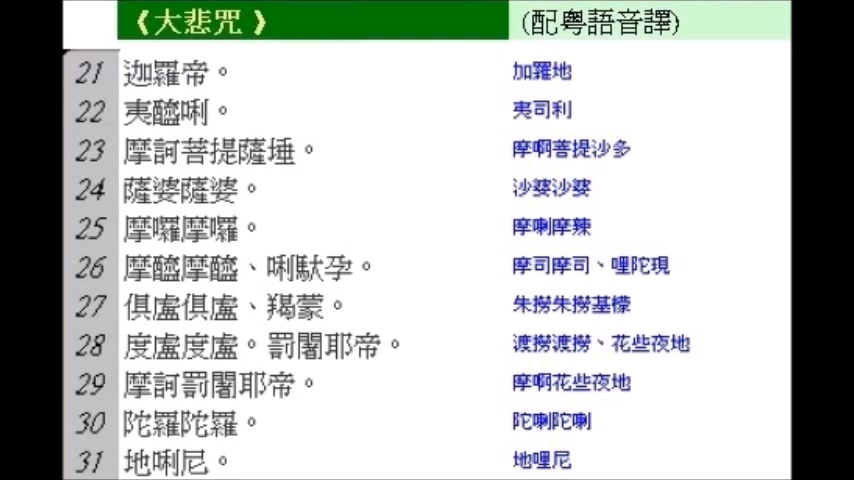 《大悲咒》 (配粵語音譯)
21 迦羅帝。 加羅地
22 夷醯唎。 夷司利
23 摩訶菩提薩埵。 摩啊菩提沙多
24 薩婆薩婆。 沙婆沙婆
25 摩囉摩囉。 摩喇摩辣
26 摩醯摩醯、唎馱孕。 摩司摩司、哩陀現
27 俱盧俱盧、羯蒙。 朱撈朱撈基檬
28 度盧度盧。罰闍耶帝。 渡撈渡撈、花些夜地
29 摩訶罰闍耶帝。 摩啊花些夜地
30 陀羅陀羅。 陀喇陀喇
31 地唎尼。 地哩尼